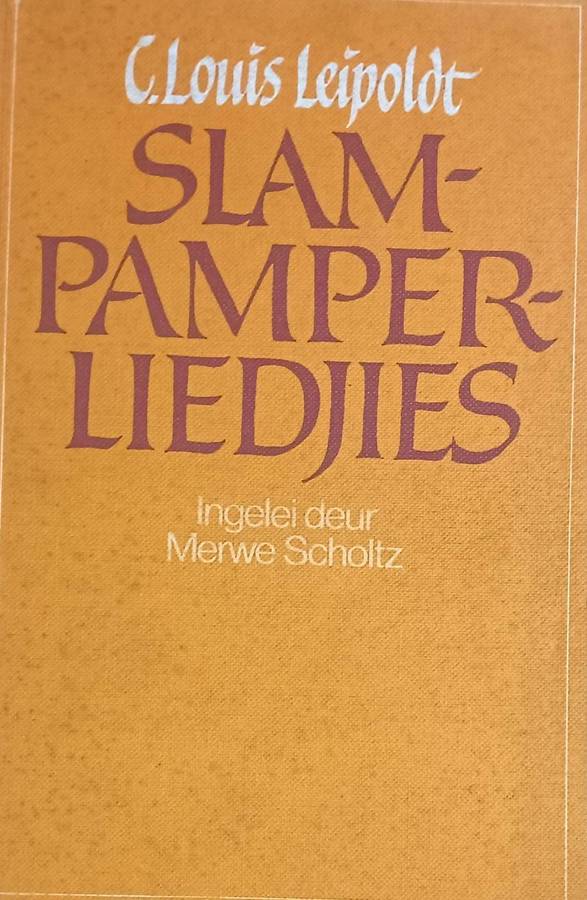 C. Louis Leipoldt
SLAM-
PAMPER-
LIEDJIES
Ingelei deur
Merwe Scholtz